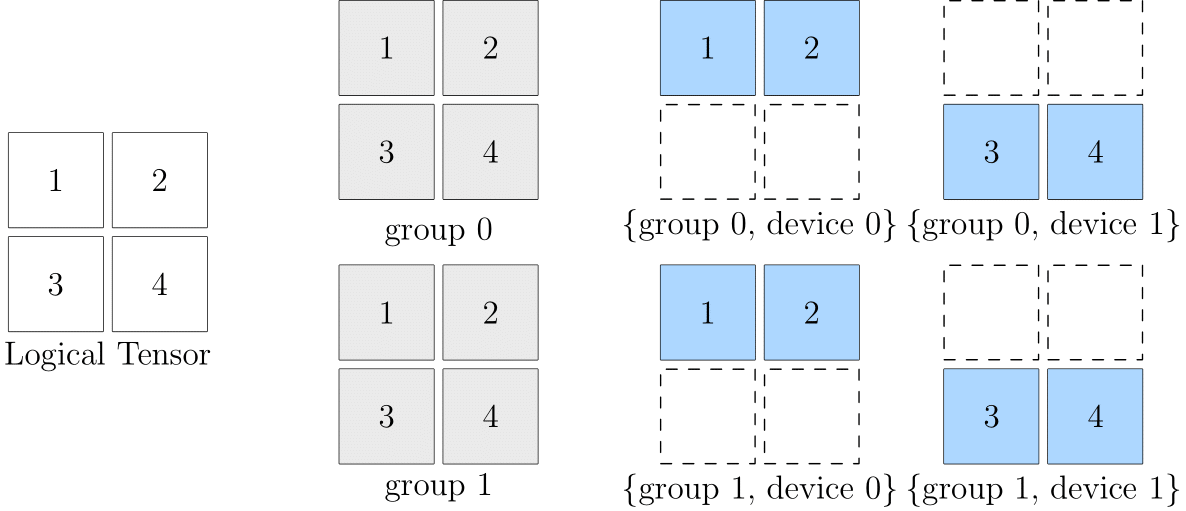 1 2
3 4
Logical Tensor
1 2
3 4
group 0
1 2
{group 0, device 0}
3 4
{group 0, device 1}
1 2
3 4
group 1
1 2
{group 1, device 0}
3 4
{group 1, device 1}